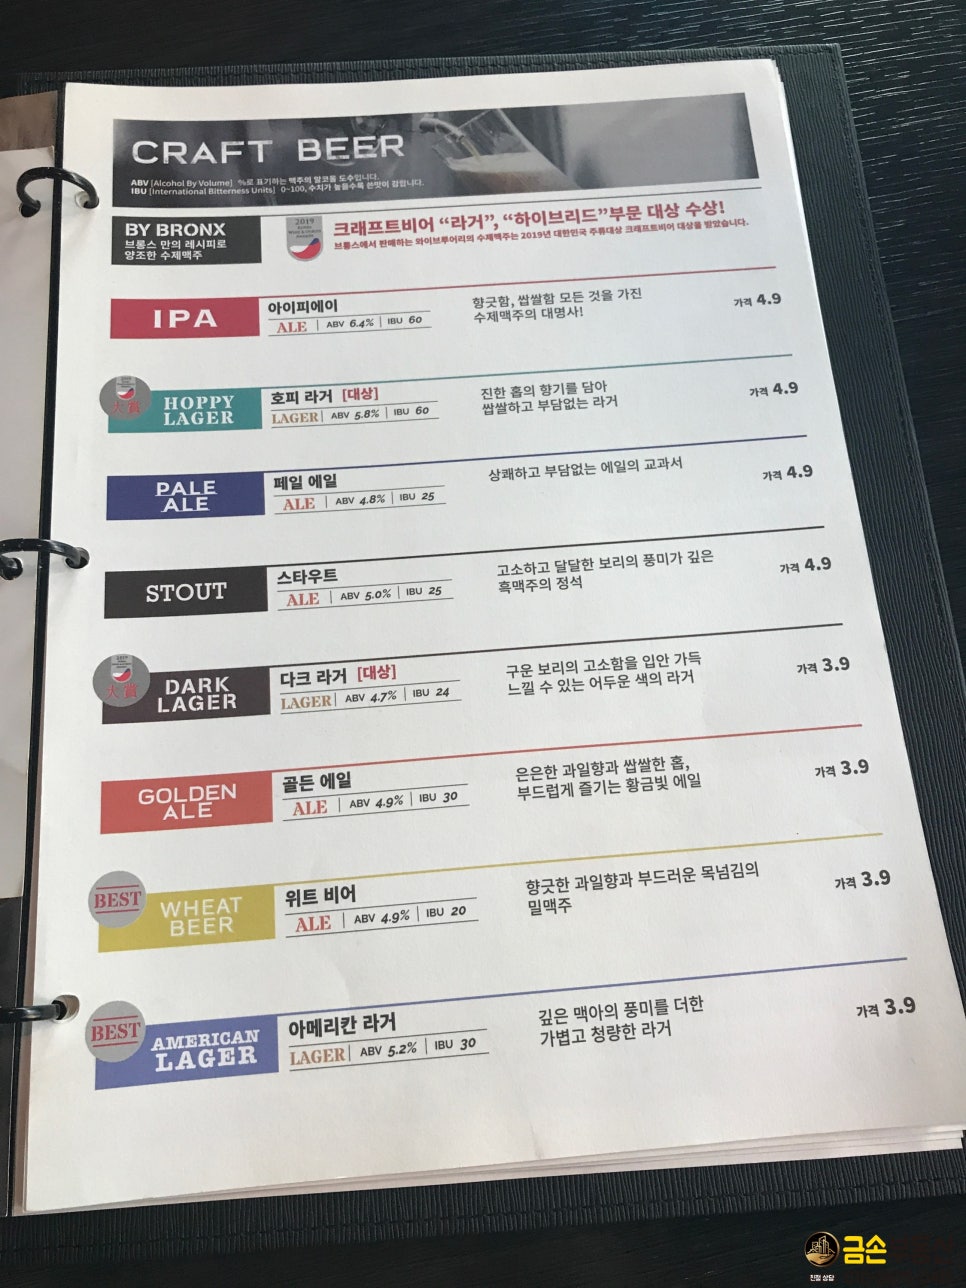 CRAFT BEER
ABV [Alcohol By Volume] %로 표기하는 맥주의 알코올 도수입니다.
IBU [International Bitterness Units] 0~100, 수치가 높을수록 쓴맛이 강합니다.
BY BRONX
브롱스 만의 레시피로
양조한 수제맥주
2019
크래프트비어 “라거”, “하이브리드”부문 대상 수상!
브롱스에서 판매하는 와이브루어리의 수제맥주는 2019년 대한민국 주류대상 크래프트비어 대상을 받았습니다.
IPA
아이피에이
ALE | ABV 6.4% | IBU 60
향긋함, 쌉쌀함 모든 것을 가진
수제맥주의 대명사!
가격 4.9
大賞
HOPPY
LAGER
호피 라거 [대상]
LAGER | ABV 5.8% | IBU 60
진한 홉의 향기를 담아
쌉쌀하고 부담없는 라거
가격 4.9
PALE
ALE
페일 에일
ALE | ABV 4.8% | IBU 25
상쾌하고 부담없는 에일의 교과서
가격 4.9
STOUT
스타우트
ALE | ABV 5.0% | IBU 25
고소하고 달달한 보리의 풍미가 깊은
흑맥주의 정석
가격 4.9
2019
大賞
DARK
LAGER
다크 라거 [대상]
LAGER | ABV 4.7% | IBU 24
구운 보리의 고소함을 입안 가득
느낄 수 있는 어두운 색의 라거
가격 3.9
GOLDEN
ALE
골든 에일
ALE | ABV 4.9% | IBU 30
은은한 과일향과 쌉쌀한 홉,
부드럽게 즐기는 황금빛 에일
가격 3.9
BEST
WHEAT
BEER
위트 비어
ALE | ABV 4.9% | IBU 20
향긋한 과일향과 부드러운 목넘김의
밀맥주
가격 3.9
BEST
AMERICAN
LAGER
아메리칸 라거
LAGER | ABV 5.2% | IBU 30
깊은 맥아의 풍미를 더한
가볍고 청량한 라거
가격 3.9
금손
친절 상담